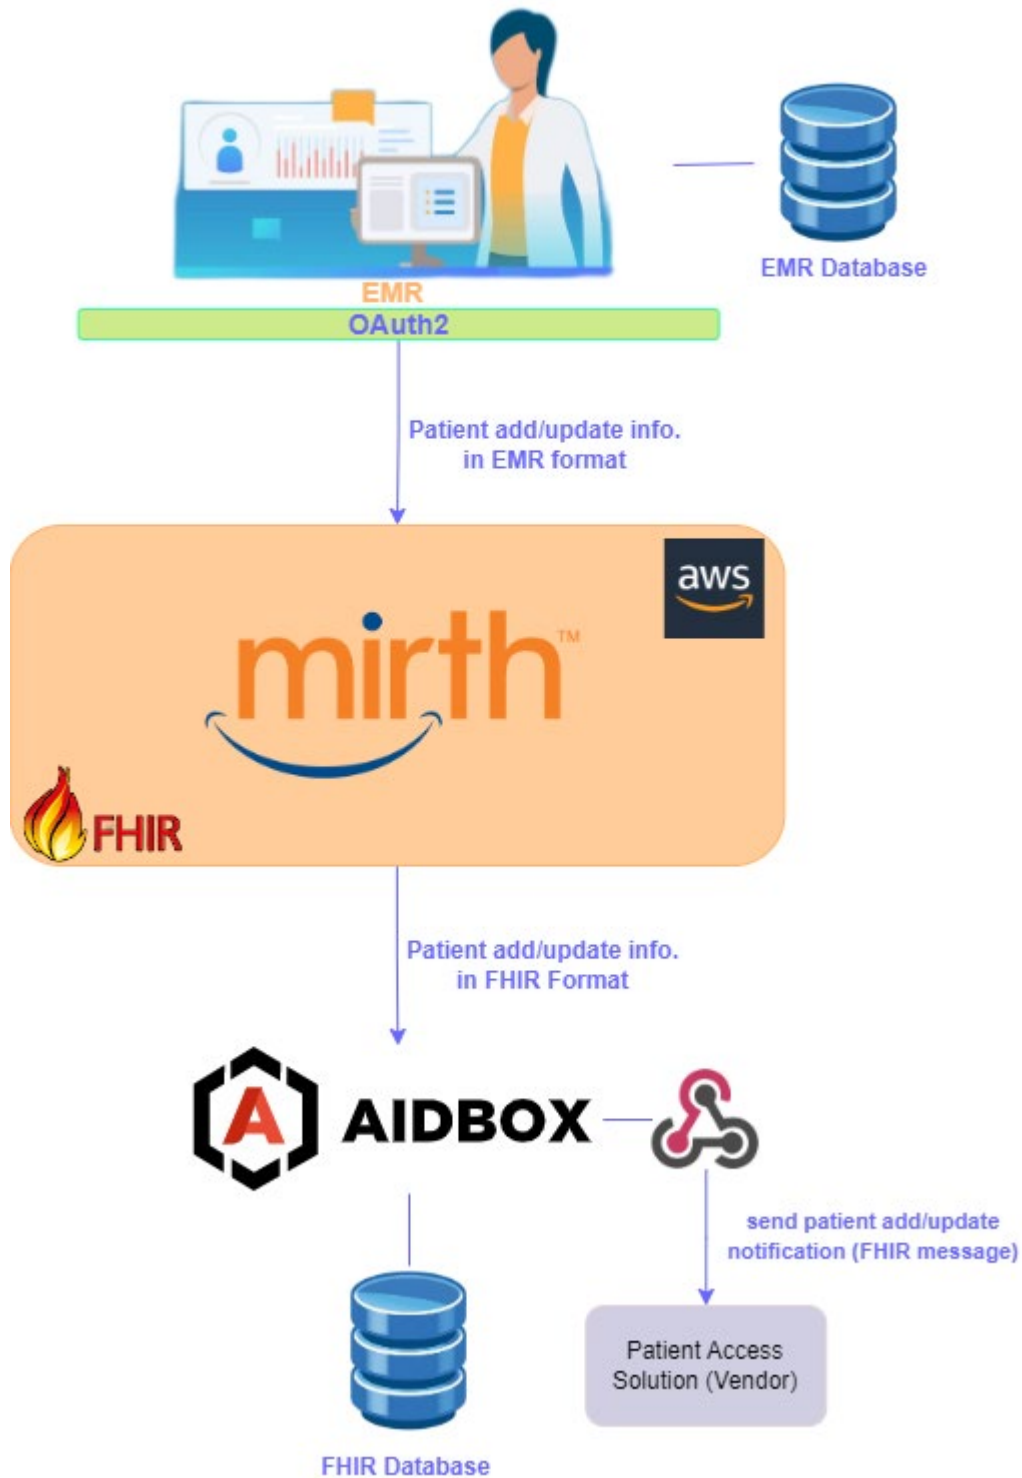 EMR Database
EMR
OAuth2
Patient add/update info.
in EMR format
aws
mirth™
FHIR
Patient add/update info.
in FHIR Format
A AIDBOX
send patient add/update
notification (FHIR message)
Patient Access
Solution (Vendor)
FHIR Database